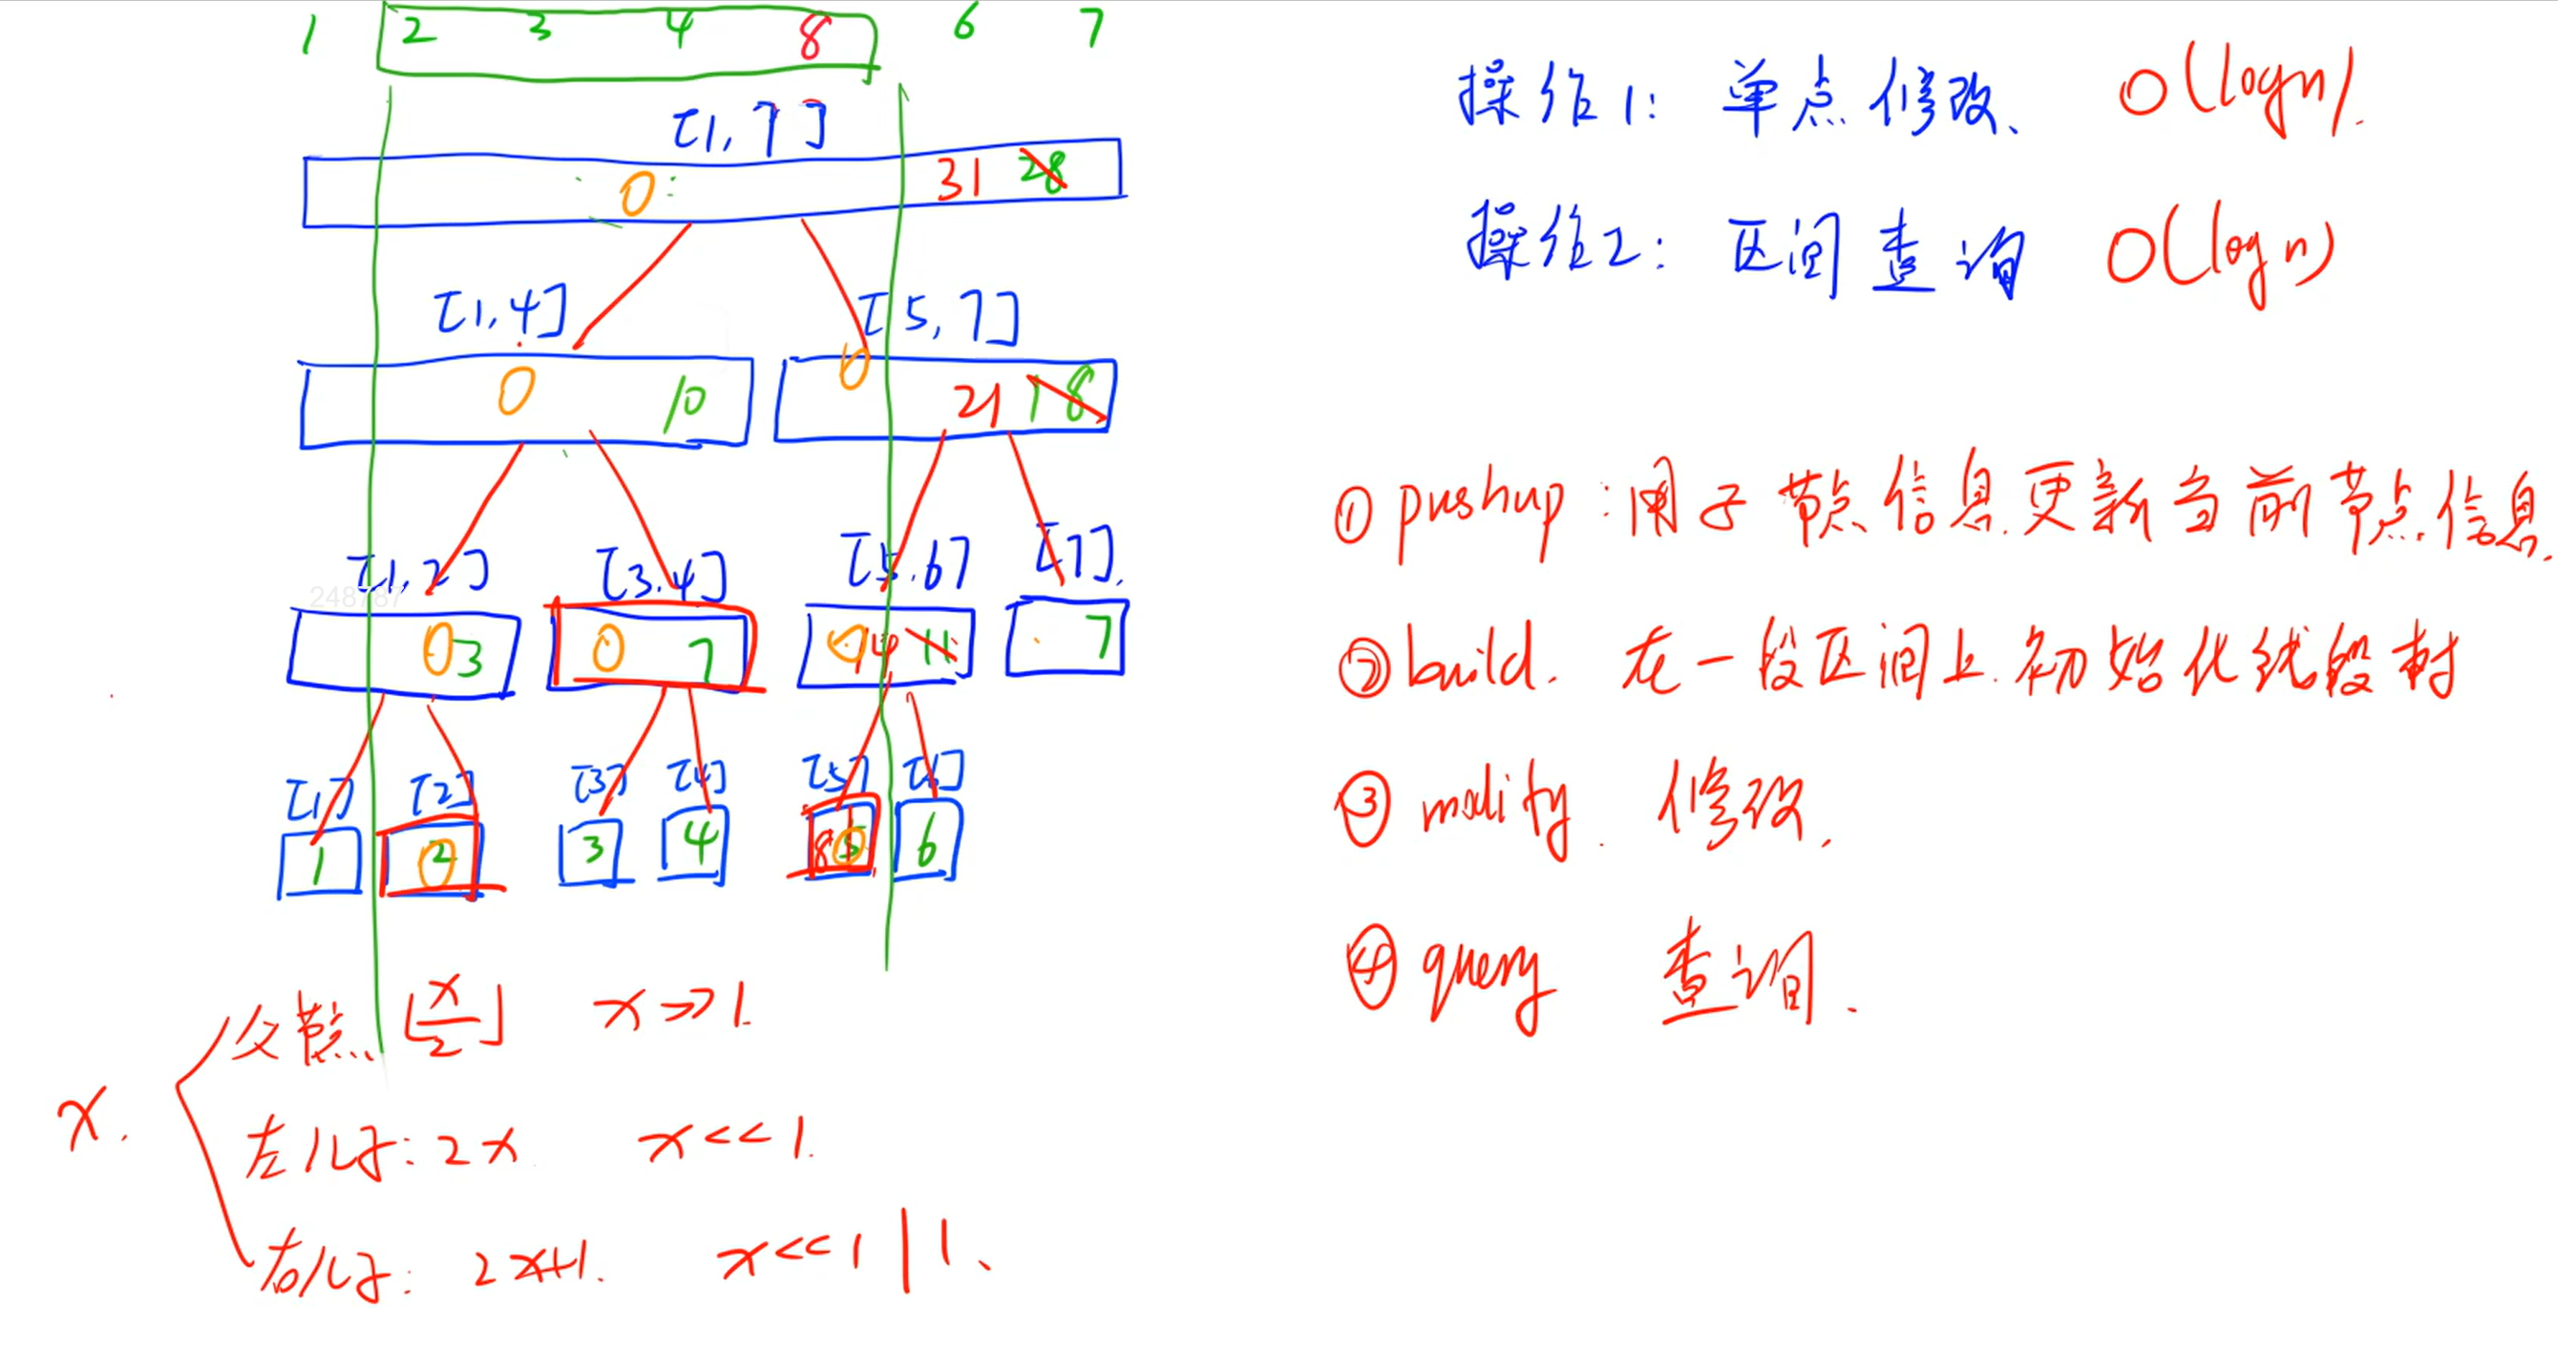 1 2 3 4 8 6 7
[1, 7]
0 31 28
[1, 4] [5, 7]
0 10 0 21 18
[1, 2] [3, 4] [5, 6] [7]
248787
0 3 0 7 0 14 11 7
[1] [2] [3] [4] [5] [6]
1 2 3 4 8 5 6
x.
父节点 ⌊x/2⌋ x>>1.
左儿子: 2x x<<1.
右儿子: 2x+1. x<<1 | 1、
操作1: 单点修改、 O(logn).
操作2: 区间查询 O(logn)
① pushup: 用子节点信息更新当前节点信息.
② build. 在一段区间上初始化线段树
③ modify. 修改.
④ query 查询.